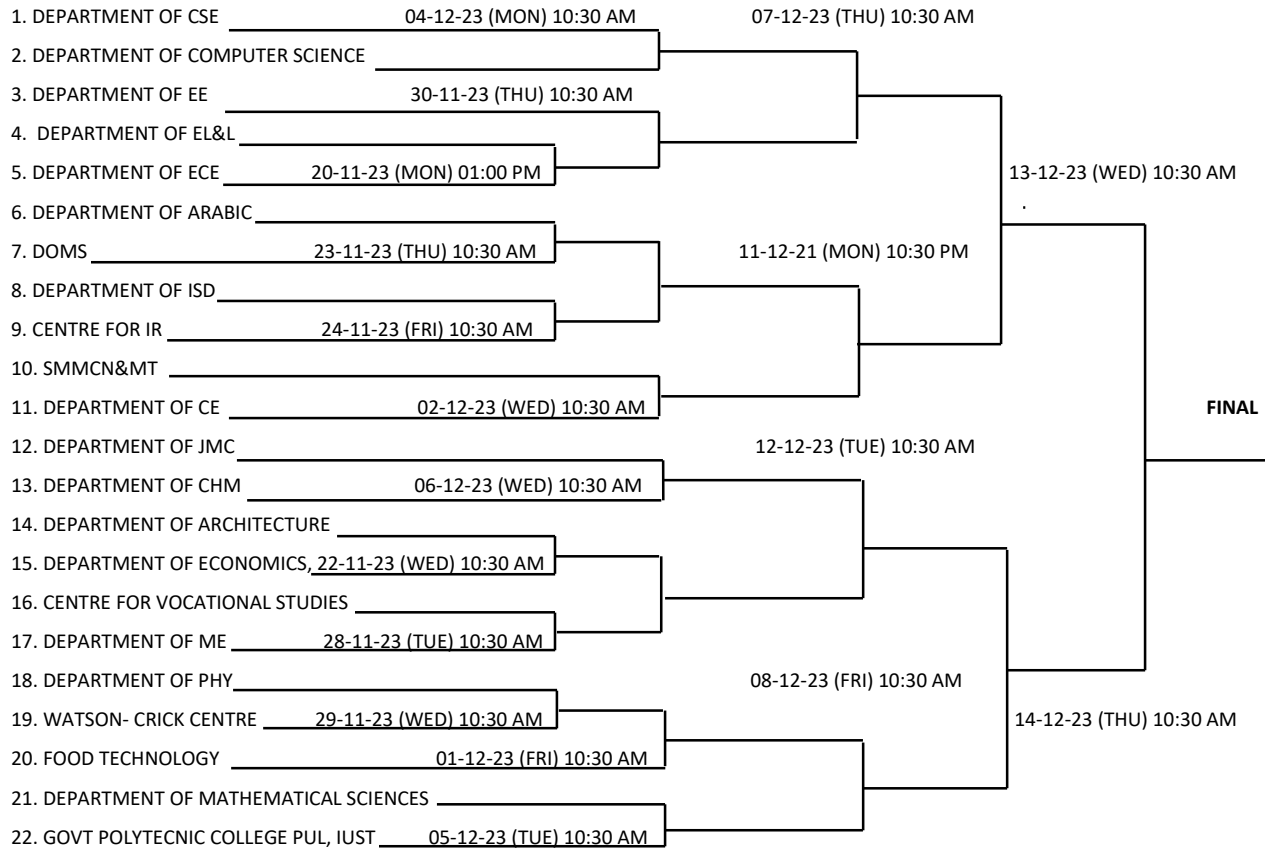 1. DEPARTMENT OF CSE 04-12-23 (MON) 10:30 AM 07-12-23 (THU) 10:30 AM
2. DEPARTMENT OF COMPUTER SCIENCE
3. DEPARTMENT OF EE 30-11-23 (THU) 10:30 AM
4. DEPARTMENT OF EL&L
5. DEPARTMENT OF ECE 20-11-23 (MON) 01:00 PM 13-12-23 (WED) 10:30 AM
6. DEPARTMENT OF ARABIC .
7. DOMS 23-11-23 (THU) 10:30 AM 11-12-21 (MON) 10:30 PM
8. DEPARTMENT OF ISD
9. CENTRE FOR IR 24-11-23 (FRI) 10:30 AM
10. SMMCN&MT
11. DEPARTMENT OF CE 02-12-23 (WED) 10:30 AM FINAL
12. DEPARTMENT OF JMC 12-12-23 (TUE) 10:30 AM
13. DEPARTMENT OF CHM 06-12-23 (WED) 10:30 AM
14. DEPARTMENT OF ARCHITECTURE
15. DEPARTMENT OF ECONOMICS, 22-11-23 (WED) 10:30 AM
16. CENTRE FOR VOCATIONAL STUDIES
17. DEPARTMENT OF ME 28-11-23 (TUE) 10:30 AM
18. DEPARTMENT OF PHY 08-12-23 (FRI) 10:30 AM
19. WATSON- CRICK CENTRE 29-11-23 (WED) 10:30 AM 14-12-23 (THU) 10:30 AM
20. FOOD TECHNOLOGY 01-12-23 (FRI) 10:30 AM
21. DEPARTMENT OF MATHEMATICAL SCIENCES
22. GOVT POLYTECNIC COLLEGE PUL, IUST 05-12-23 (TUE) 10:30 AM